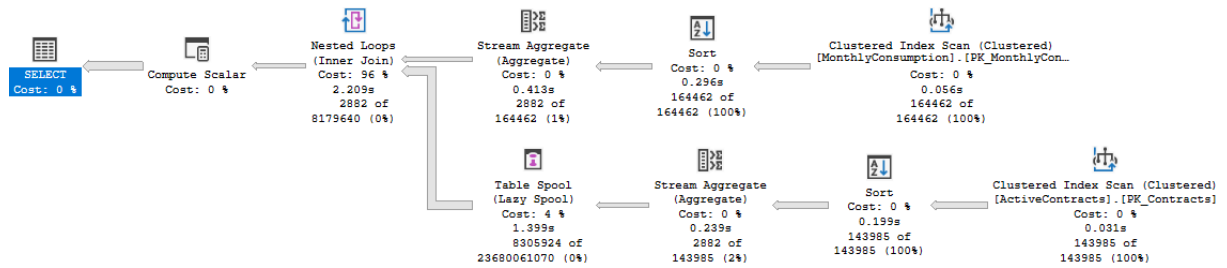 SELECT
Cost: 0 %
Compute Scalar
Cost: 0 %
Nested Loops
(Inner Join)
Cost: 96 %
2.209s
2882 of
8179640 (0%)
Stream Aggregate
(Aggregate)
Cost: 0 %
0.413s
2882 of
164462 (1%)
Sort
Cost: 0 %
0.296s
164462 of
164462 (100%)
Clustered Index Scan (Clustered)
[MonthlyConsumption].[PK_MonthlyCon…
Cost: 0 %
0.056s
164462 of
164462 (100%)
Table Spool
(Lazy Spool)
Cost: 4 %
1.399s
8305924 of
23680061070 (0%)
Stream Aggregate
(Aggregate)
Cost: 0 %
0.239s
2882 of
143985 (2%)
Sort
Cost: 0 %
0.199s
143985 of
143985 (100%)
Clustered Index Scan (Clustered)
[ActiveContracts].[PK_Contracts]
Cost: 0 %
0.031s
143985 of
143985 (100%)